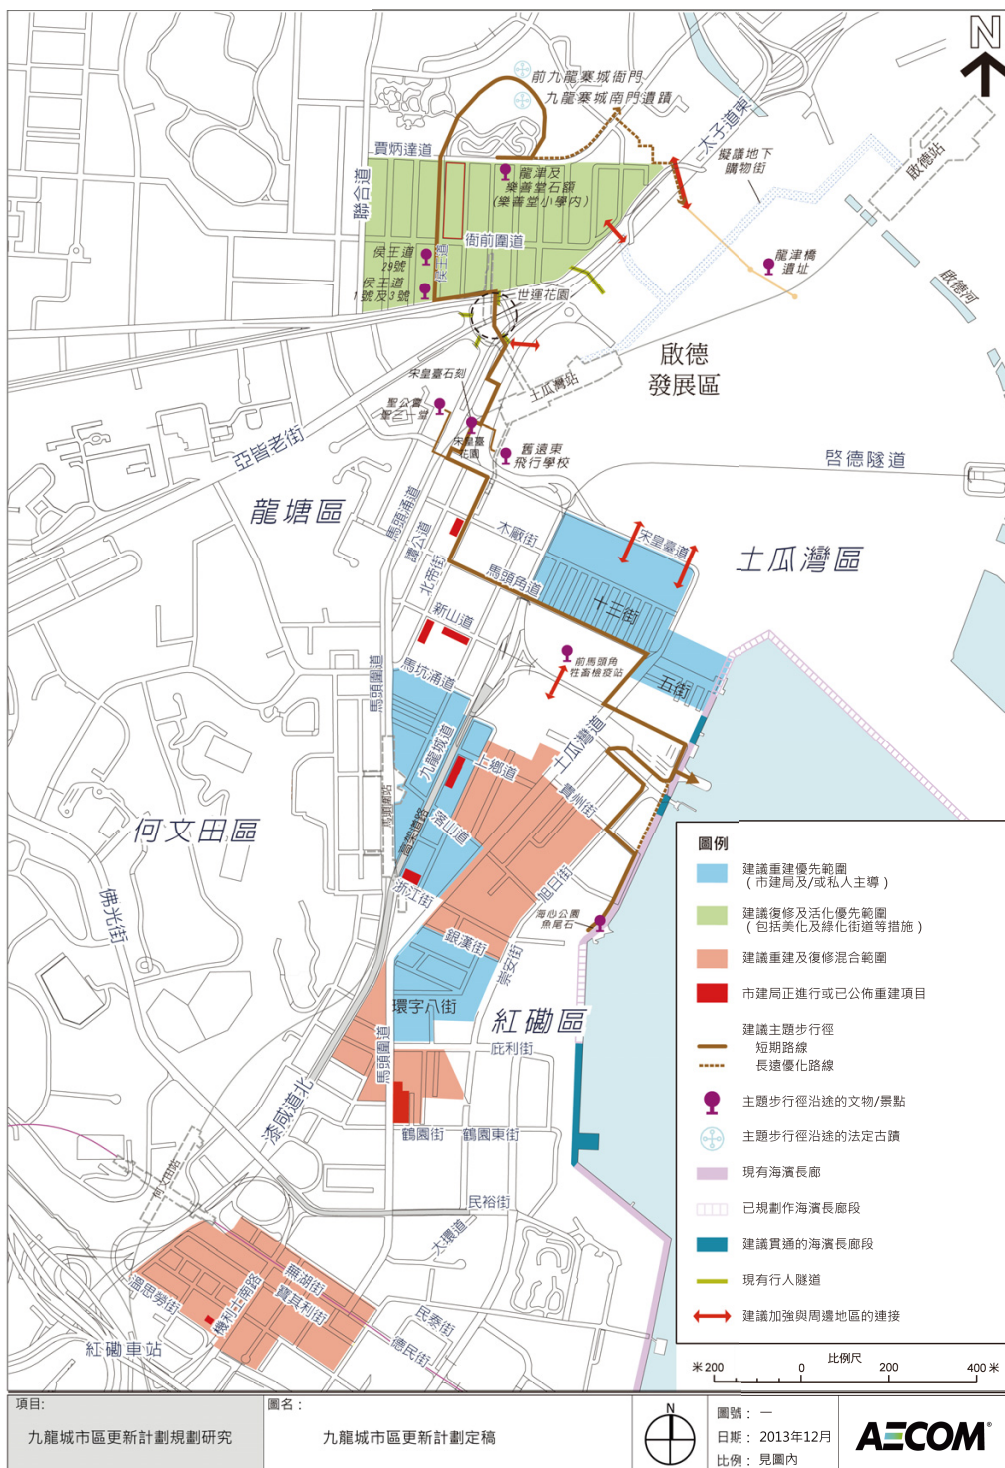 N
前九龍寨城衙門
九龍寨城南門遺蹟
太子道東
賈炳達道
擬議地下
購物街
啟德站
聯合道
龍津及
樂善堂石額
(樂善堂小學內)
衙前圍道
侯王道
侯王道
29號
侯王道
1號及3號
龍津橋
遺址
啟德河
世運花園
啟德
發展區
宋皇臺石刻
土瓜灣站
聖公會
聖三一堂
宋皇臺
花園
舊遠東
飛行學校
亞皆老街
啓德隧道
龍塘區
馬頭涌道
譚公道
木廠街
宋皇臺道
土瓜灣區
北帝街
馬頭角道
十三街
新山道
前馬頭角
牲畜檢疫站
馬坑涌道
馬頭圍道
五街
九龍城道
土瓜灣道
上鄉道
貴州街
馬頭圍站
高架道路
落山道
何文田區
浙江街
旭日街
佛光街
海心公園
魚尾石
銀漢街
崇安街
環字八街
紅磡區
庇利街
馬頭圍道
漆咸道北
鶴園街
鶴園東街
何文田站
民裕街
大環道
溫思勞街
機利士南路
蕪湖街
寶其利街
民泰街
德民街
紅磡車站
圖例
建議重建優先範圍
(市建局及/或私人主導)
建議復修及活化優先範圍
(包括美化及綠化街道等措施)
建議重建及復修混合範圍
市建局正進行或已公佈重建項目
建議主題步行徑
短期路線
長遠優化路線
主題步行徑沿途的文物/景點
主題步行徑沿途的法定古蹟
現有海濱長廊
已規劃作海濱長廊段
建議貫通的海濱長廊段
現有行人隧道
建議加強與周邊地區的連接
比例尺
米 200 0 200 400 米
項目:
九龍城市區更新計劃規劃研究
圖名:
九龍城市區更新計劃定稿
N
圖號: 一
日期: 2013年12月
比例: 見圖內
AECOM